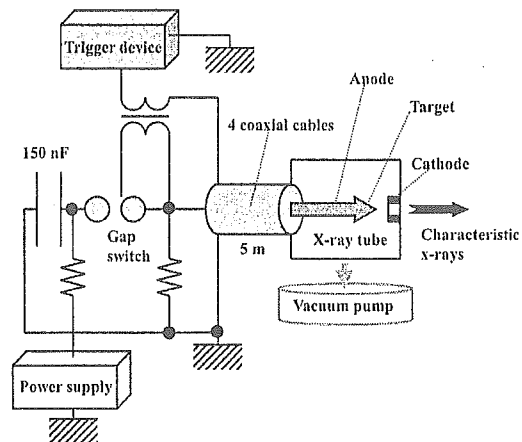 Trigger device
Anode
Target
4 coaxial cables
Cathode
150 nF
Gap
switch
5 m
X-ray tube
Characteristic
x-rays
Vacuum pump
Power supply